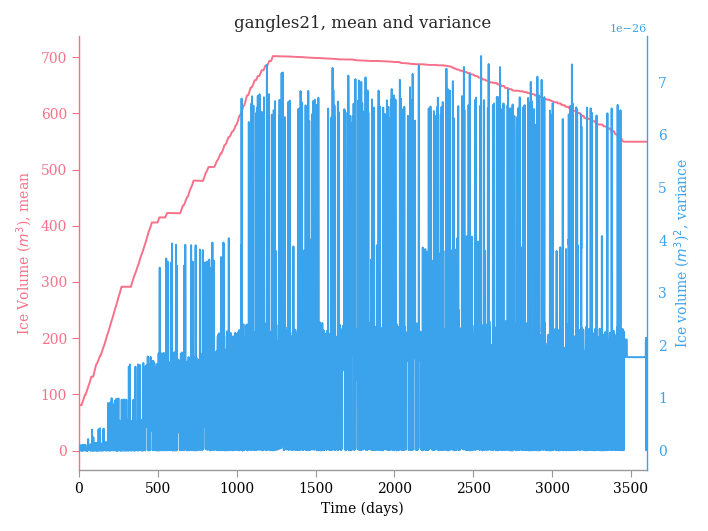 gangles21, mean and variance
1e−26
700
600
500
400
300
200
100
0
Ice Volume (m³), mean
7
6
5
4
3
2
1
0
Ice volume (m³)², variance
0 500 1000 1500 2000 2500 3000 3500
Time (days)